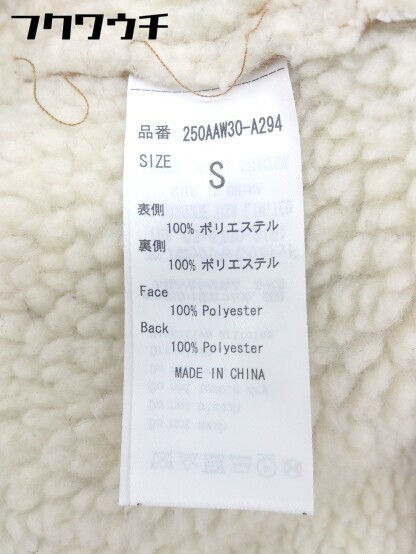 フクウウチ
品番 250AAW30-A294
SIZE
S
表側
100% ポリエステル
裏側
100% ポリエステル
Face
100% Polyester
Back
100% Polyester
MADE IN CHINA